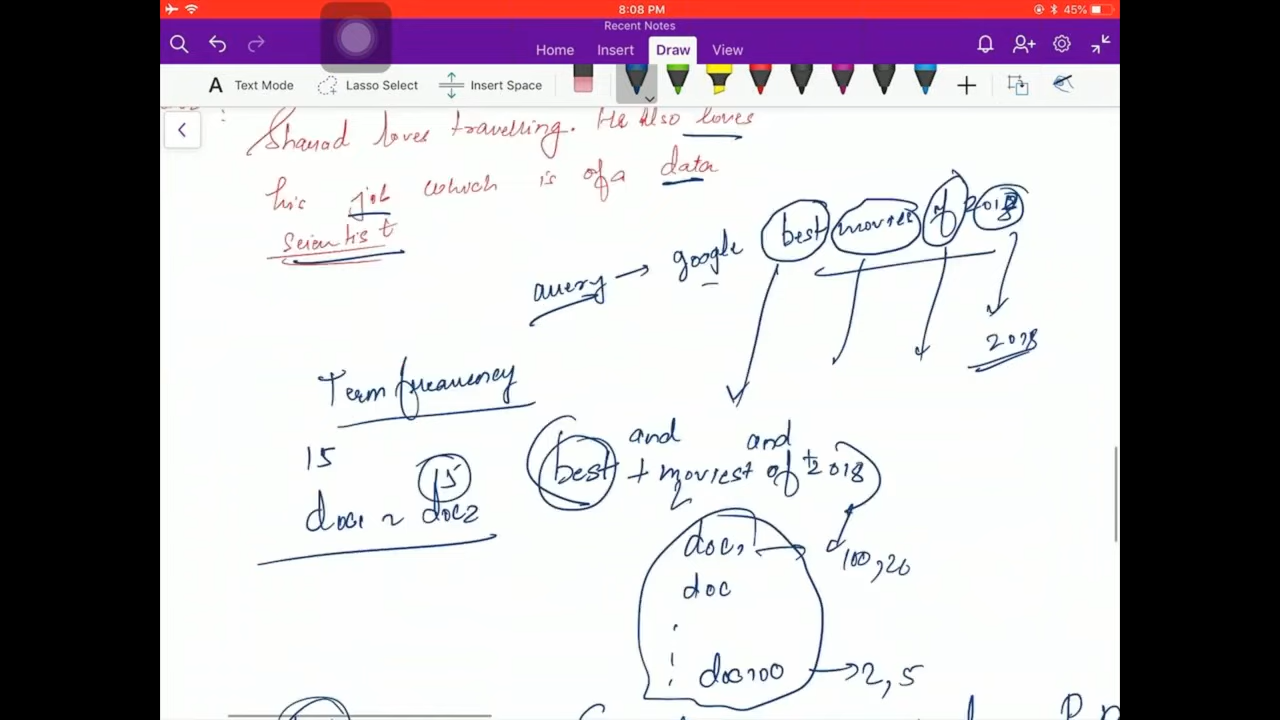 8:08 PM
45%
Recent Notes
Home Insert Draw View
Text Mode Lasso Select Insert Space
Sharad loves travelling. He also loves
his job which is of a data
scientist
query → google best movies of 2018
2018
Term frequency
15
doc1 ~ doc2
15
and and
best + movies + of + 2018
doc1
100, 20
doc
doc100 → 2, 5